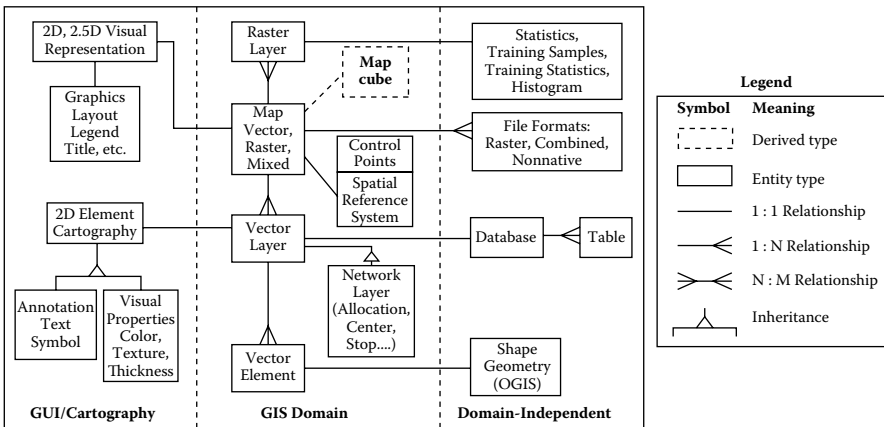 2D, 2.5D Visual
Representation
Graphics
Layout
Legend
Title, etc.
2D Element
Cartography
Annotation
Text
Symbol
Visual
Properties
Color,
Texture,
Thickness
GUI/Cartography
Raster
Layer
Map
cube
Map
Vector,
Raster,
Mixed
Control
Points
Spatial
Reference
System
Vector
Layer
Network
Layer
(Allocation,
Center,
Stop....)
Vector
Element
GIS Domain
Statistics,
Training Samples,
Training Statistics,
Histogram
File Formats:
Raster, Combined,
Nonnative
Database
Table
Shape
Geometry
(OGIS)
Domain-Independent
Legend
Symbol Meaning
Derived type
Entity type
1 : 1 Relationship
1 : N Relationship
N : M Relationship
Inheritance